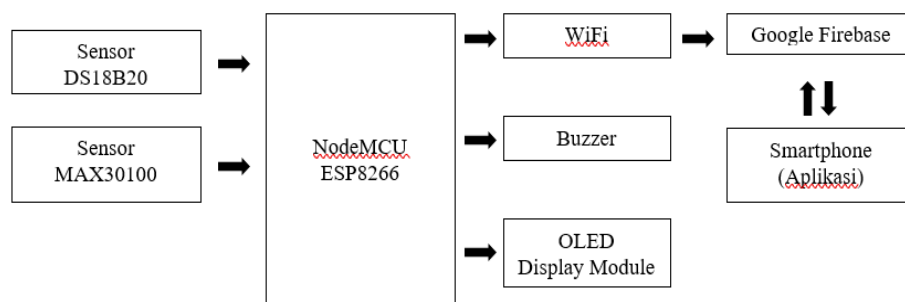 Sensor
DS18B20
Sensor
MAX30100
NodeMCU
ESP8266
WiFi
Buzzer
OLED
Display Module
Google Firebase
Smartphone
(Aplikasi)